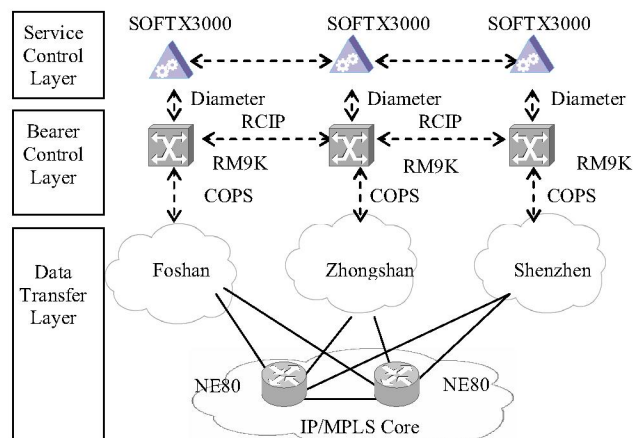 Service
Control
Layer
SOFTX3000
SOFTX3000
SOFTX3000
Diameter
Diameter
Diameter
Bearer
Control
Layer
RCIP
RCIP
RM9K
RM9K
RM9K
COPS
COPS
COPS
Data
Transfer
Layer
Foshan
Zhongshan
Shenzhen
NE80
NE80
IP/MPLS Core